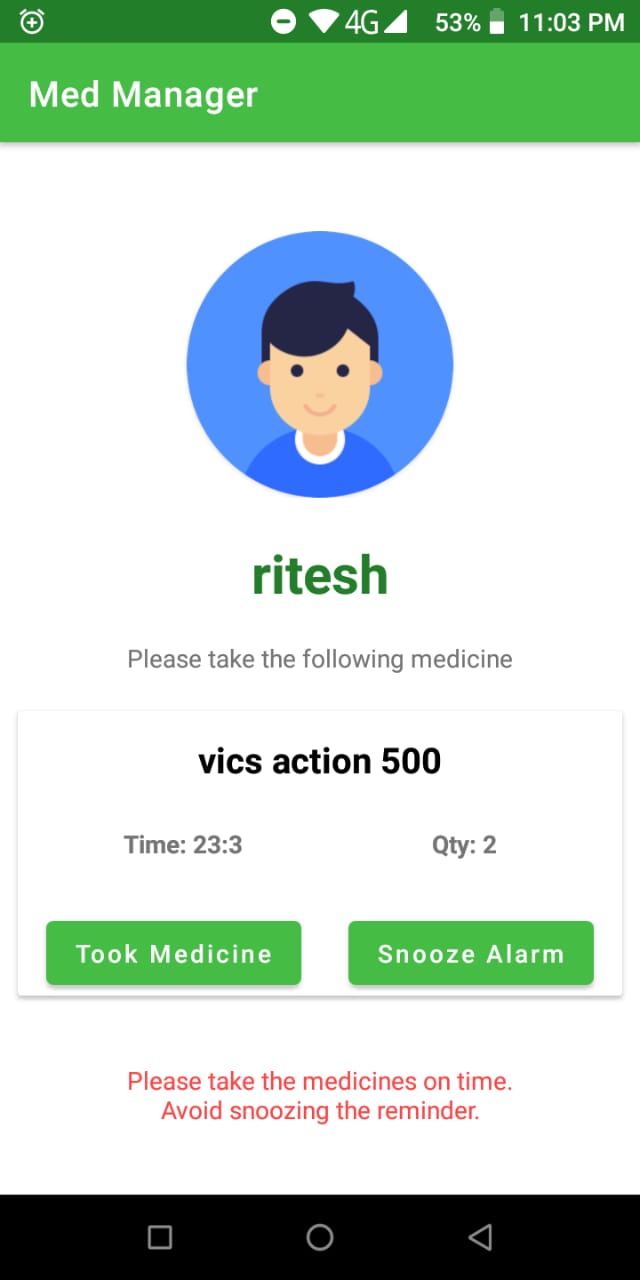 4G 53% 11:03 PM
Med Manager
ritesh
Please take the following medicine
vics action 500
Time: 23:3 Qty: 2
Took Medicine Snooze Alarm
Please take the medicines on time.
Avoid snoozing the reminder.